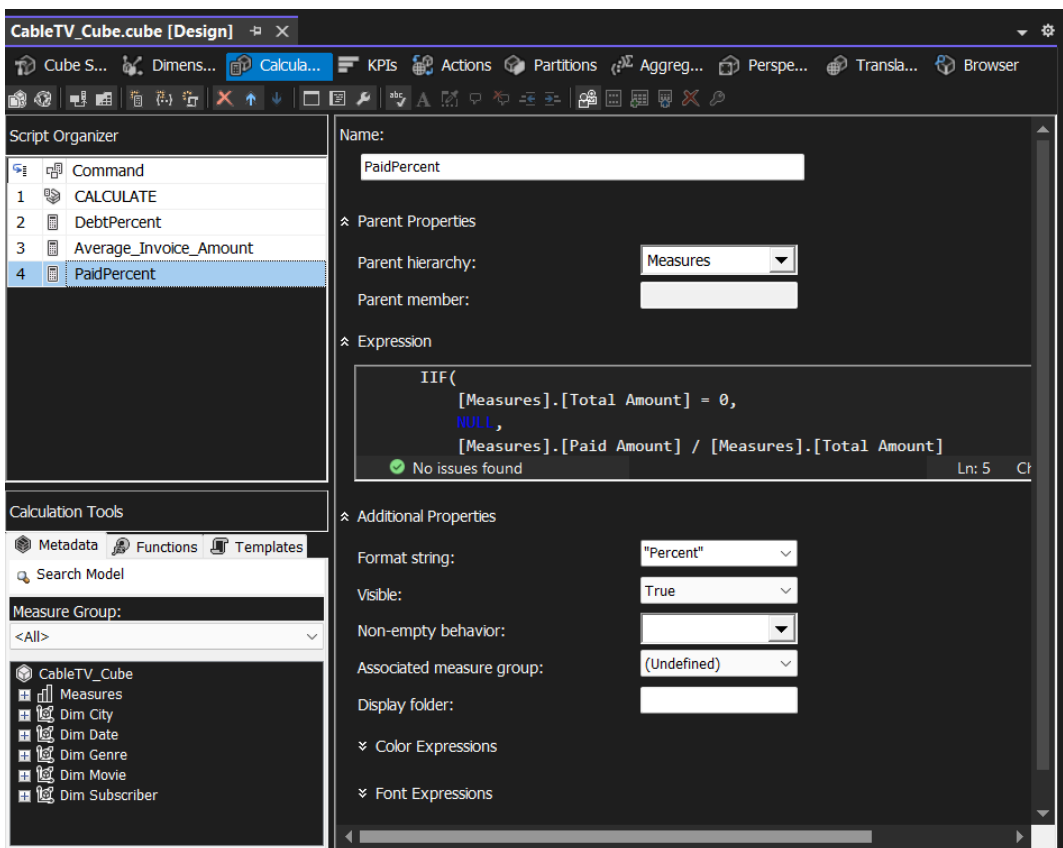 CableTV_Cube.cube [Design]
Cube S... Dimens... Calcula... KPIs Actions Partitions Aggreg... Perspe... Transla... Browser
Script Organizer
Command
1 CALCULATE
2 DebtPercent
3 Average_Invoice_Amount
4 PaidPercent
Calculation Tools
Metadata Functions Templates
Search Model
Measure Group:
<All>
CableTV_Cube
Measures
Dim City
Dim Date
Dim Genre
Dim Movie
Dim Subscriber
Name:
PaidPercent
Parent Properties
Parent hierarchy: Measures
Parent member:
Expression
IIF(
[Measures].[Total Amount] = 0,
NULL,
[Measures].[Paid Amount] / [Measures].[Total Amount]
No issues found Ln: 5 Ch
Additional Properties
Format string: "Percent"
Visible: True
Non-empty behavior:
Associated measure group: (Undefined)
Display folder:
Color Expressions
Font Expressions